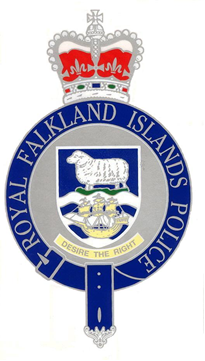 ROYAL FALKLAND ISLANDS POLICE
DESIRE THE RIGHT